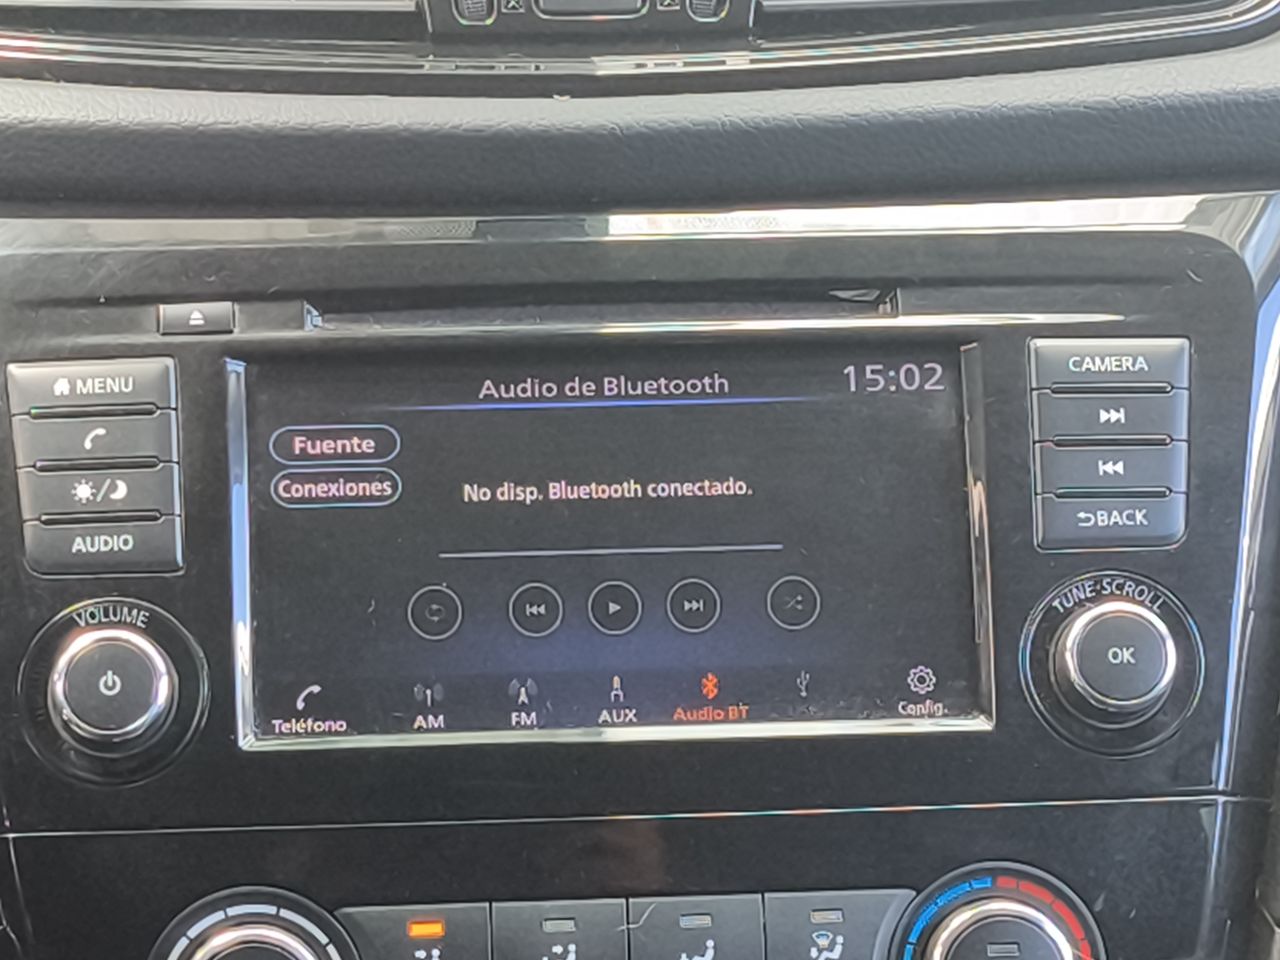 MENU
AUDIO
VOLUME
Audio de Bluetooth
15:02
Fuente
Conexiones
No disp. Bluetooth conectado.
Teléfono
AM
FM
AUX
Audio BT
Config.
CAMERA
BACK
TUNE·SCROLL
OK